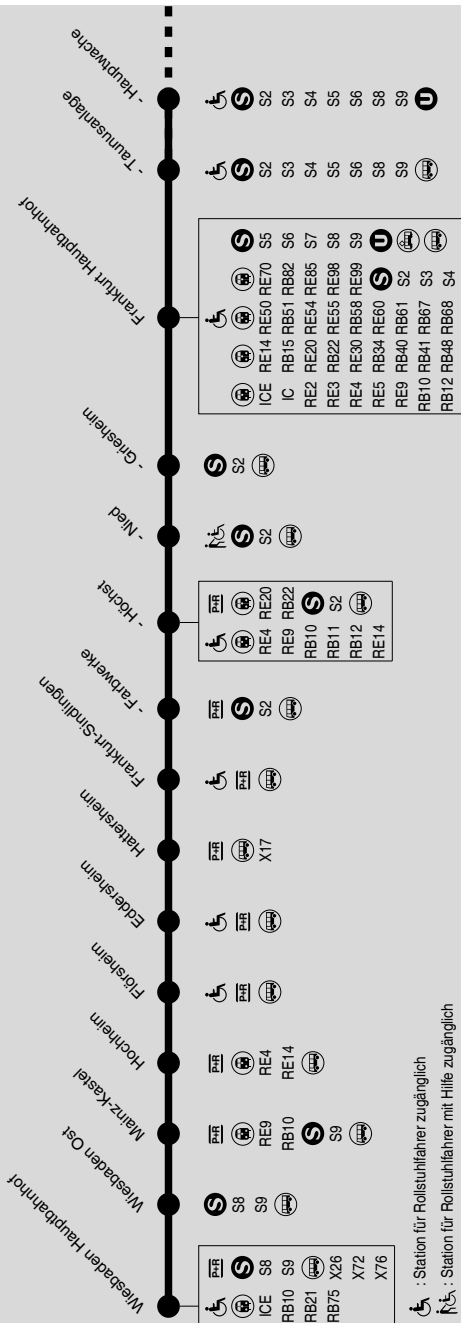 Wiesbaden Hauptbahnhof
Wiesbaden Ost
Mainz-Kastel
Hochheim
Flörsheim
Eddersheim
Hattersheim
Frankfurt-Sindlingen
- Farbwerke
- Höchst
- Nied
- Griesheim
Frankfurt Hauptbahnhof
- Taunusanlage
- Hauptwache
ICE
RB10
RB21
RB75
P+R
S
S8
S9
X26
X72
X76
S
S8
S9
P+R
RE9
RB10
S
S9
P+R
RE4
RE14
P+R
P+R
P+R
X17
P+R
P+R
S
S2
RE4
RE9
RB10
RB11
RB12
RE14
P+R
RE20
RB22
S
S2
S
S2
S
S2
ICE
IC
RE2
RE3
RE4
RE5
RE9
RB10
RB12
RE14
RB15
RE20
RB22
RE30
RB34
RB40
RB41
RB48
RE50
RB51
RE54
RE55
RB58
RE60
RB61
RB67
RB68
RE70
RB82
RE85
RE98
RE99
S
S2
S3
S4
S
S5
S6
S7
S8
S9
U
S
S2
S3
S4
S5
S6
S8
S9
S
S2
S3
S4
S5
S6
S8
S9
U
: Station für Rollstuhlfahrer zugänglich
: Station für Rollstuhlfahrer mit Hilfe zugänglich